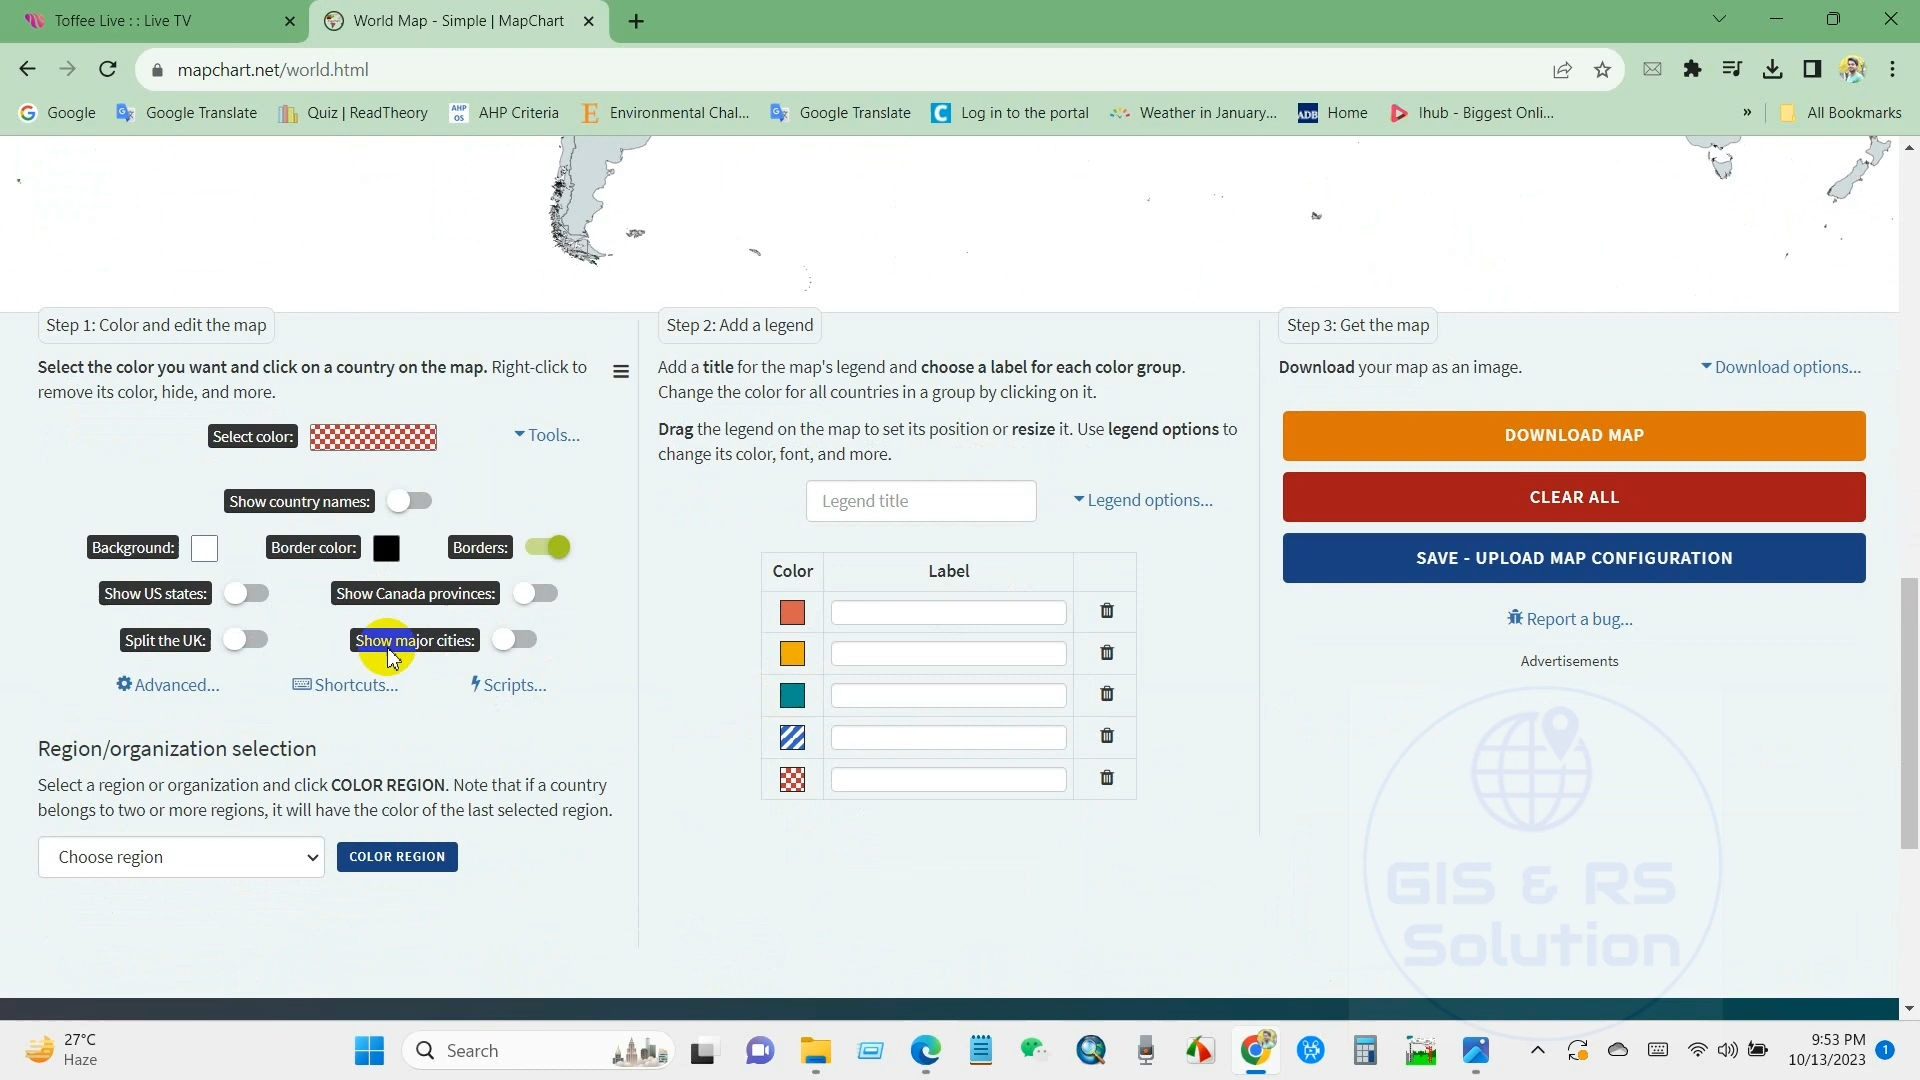 Toffee Live : : Live TV
World Map - Simple | MapChart
mapchart.net/world.html
Google
Google Translate
Quiz | ReadTheory
AHP OS
AHP Criteria
Environmental Chal...
Google Translate
Log in to the portal
Weather in January,...
ADB
Home
Ihub - Biggest Onli...
»
All Bookmarks
Step 1: Color and edit the map
Select the color you want and click on a country on the map. Right-click to
remove its color, hide, and more.
Select color:
Tools...
Show country names:
Background:
Border color:
Borders:
Show US states:
Show Canada provinces:
Split the UK:
Show major cities:
Advanced...
Shortcuts...
Scripts...
Region/organization selection
Select a region or organization and click COLOR REGION. Note that if a country
belongs to two or more regions, it will have the color of the last selected region.
Choose region
COLOR REGION
Step 2: Add a legend
Add a title for the map's legend and choose a label for each color group.
Change the color for all countries in a group by clicking on it.
Drag the legend on the map to set its position or resize it. Use legend options to
change its color, font, and more.
Legend title
Legend options...
Color
Label
Step 3: Get the map
Download your map as an image.
Download options...
DOWNLOAD MAP
CLEAR ALL
SAVE - UPLOAD MAP CONFIGURATION
Report a bug...
Advertisements
GIS & RS
Solution
27°C
Haze
Search
9:53 PM
10/13/2023
1